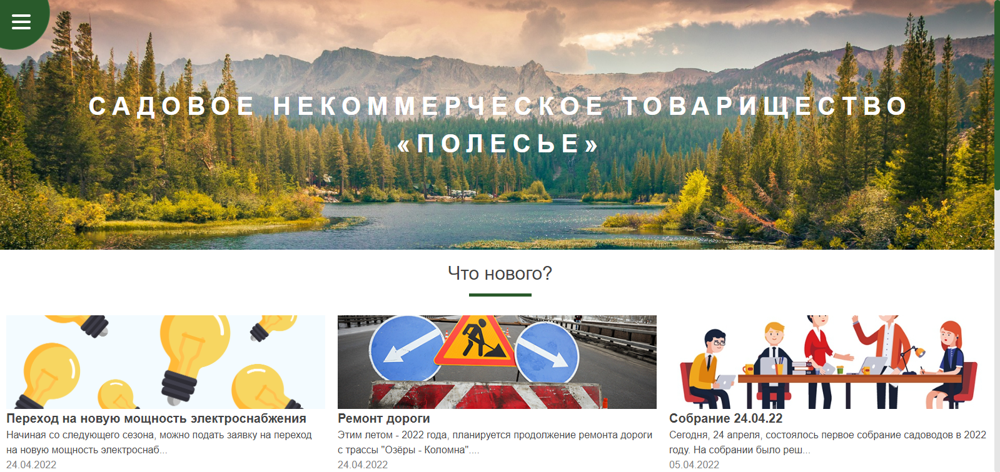 САДОВОЕ НЕКОММЕРЧЕСКОЕ ТОВАРИЩЕСТВО
«ПОЛЕСЬЕ»
Что нового?
Переход на новую мощность электроснабжения
Начиная со следующего сезона, можно подать заявку на переход
на новую мощность электроснаб...
24.04.2022
Ремонт дороги
Этим летом - 2022 года, планируется продолжение ремонта дороги
с трассы "Озёры - Коломна"....
24.04.2022
Собрание 24.04.22
Сегодня, 24 апреля, состоялось первое собрание садоводов в 2022
году. На собрании было реш...
05.04.2022